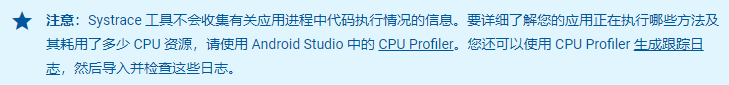 注意：Systrace 工具不会收集有关应用进程中代码执行情况的信息。要详细了解您的应用正在执行哪些方法及
其耗用了多少 CPU 资源，请使用 Android Studio 中的 CPU Profiler。您还可以使用 CPU Profiler 生成跟踪日
志，然后导入并检查这些日志。